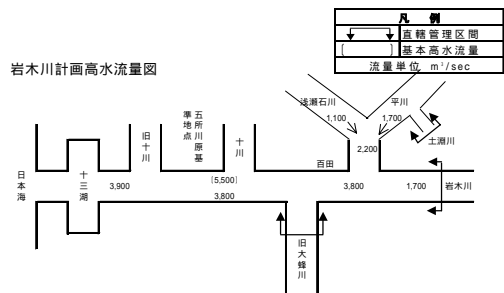 凡例
直轄管理区間
[ ] 基本高水流量
流量単位 m³/sec
岩木川計画高水流量図
浅瀬石川
1,100
平川
1,700
土淵川
2,200
旧十川
五所川原基準地点
十川
百田
日本海
十三湖
3,900
[5,500]
3,800
3,800
1,700
岩木川
旧大蜂川